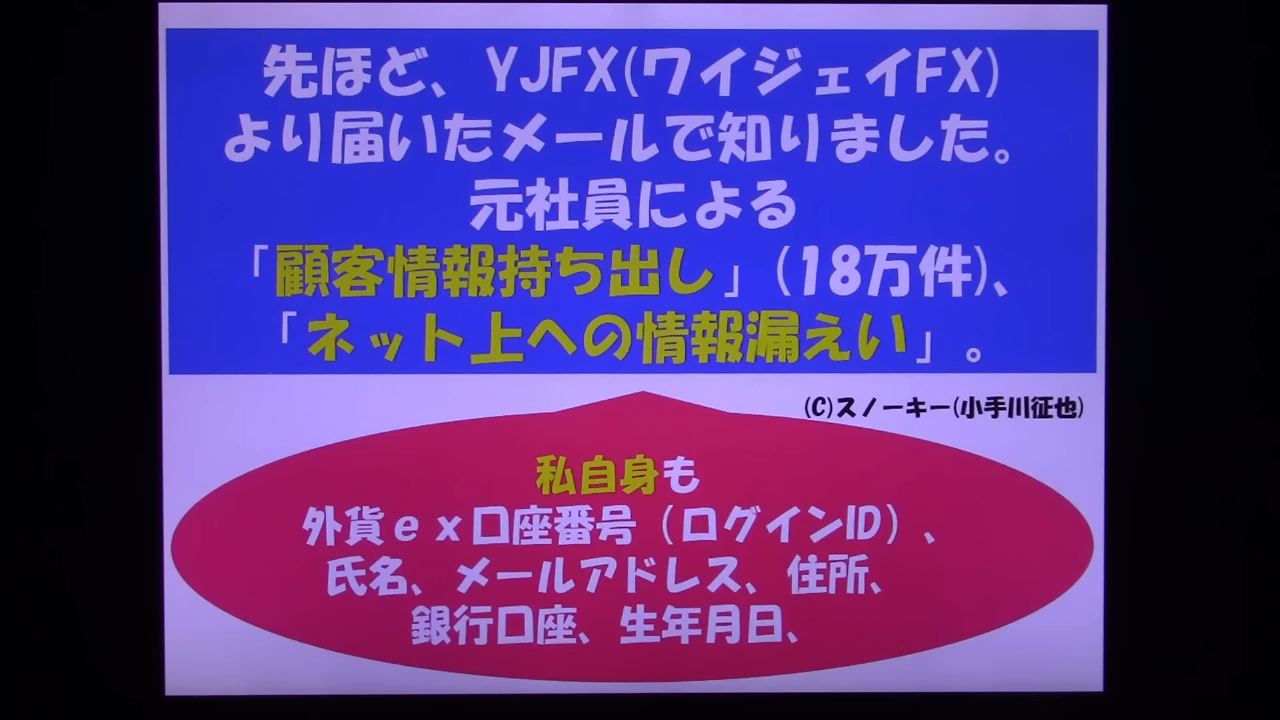 先ほど、YJFX(ワイジェイFX)
より届いたメールで知りました。
元社員による
「顧客情報持ち出し」(18万件)、
「ネット上への情報漏えい」。
(C)スノーキー(小手川征也)
私自身も
外貨ｅｘ口座番号（ログインID）、
氏名、メールアドレス、住所、
銀行口座、生年月日、